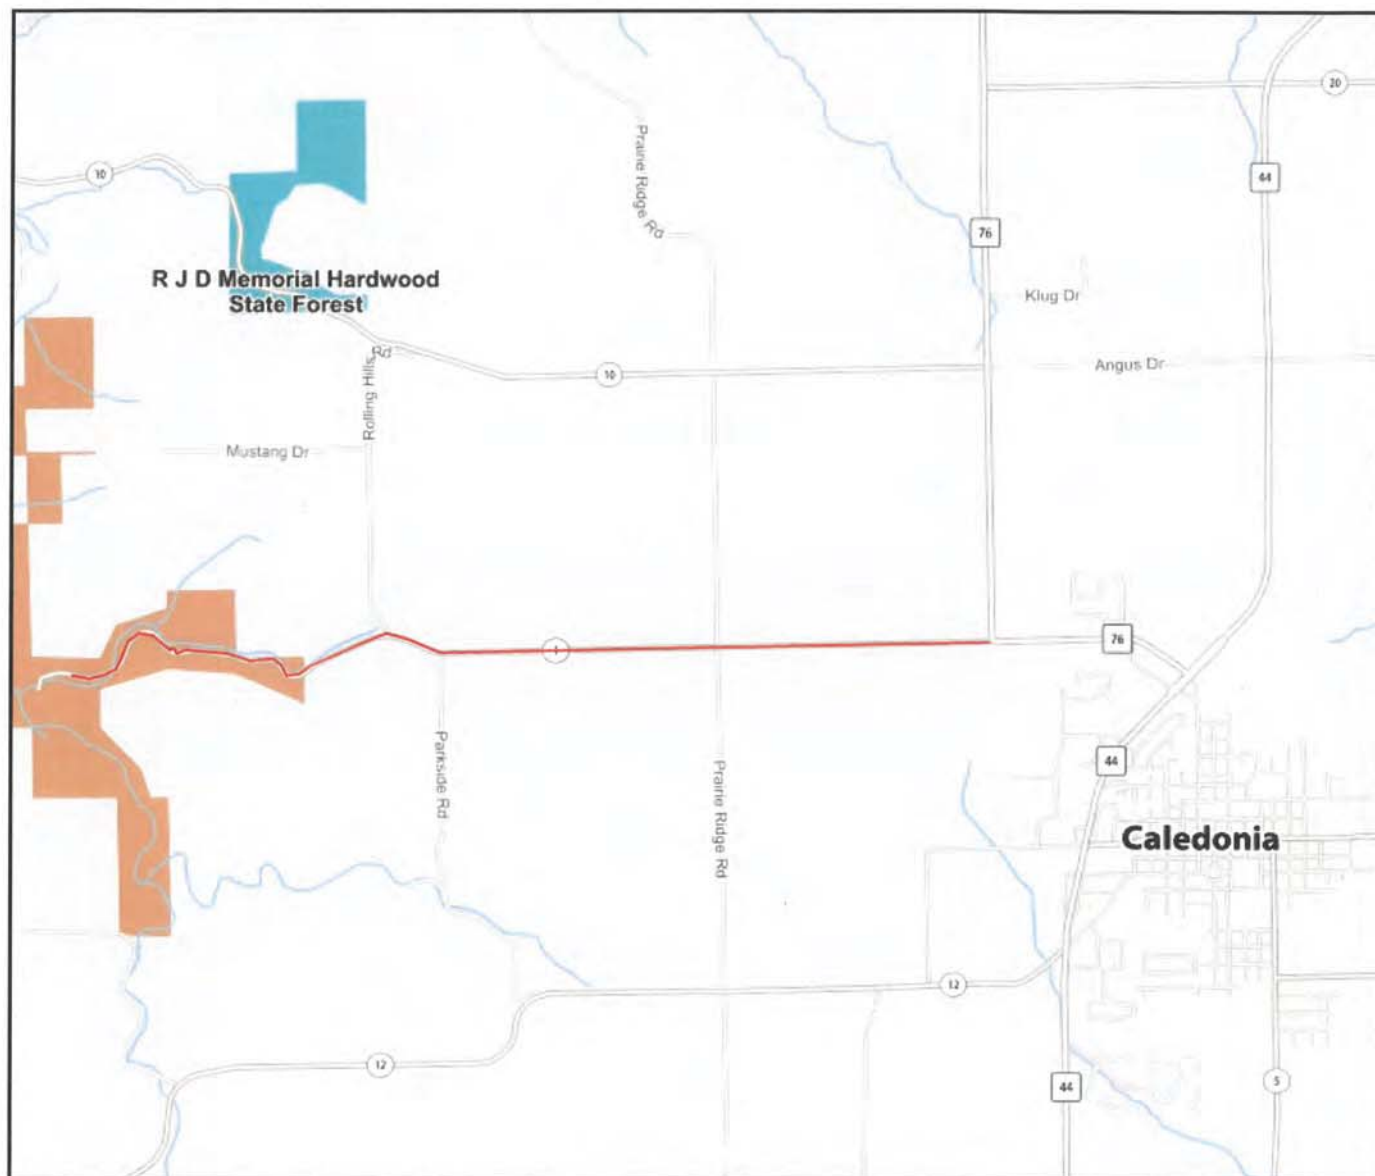 20
10
44
Prairie Ridge Rd
76
R J D Memorial Hardwood
State Forest
Klug Dr
Rd
Rolling Hills
10
Angus Dr
Mustang Dr
76
1
44
Parkside Rd
Prairie Ridge Rd
Caledonia
12
12
44
5